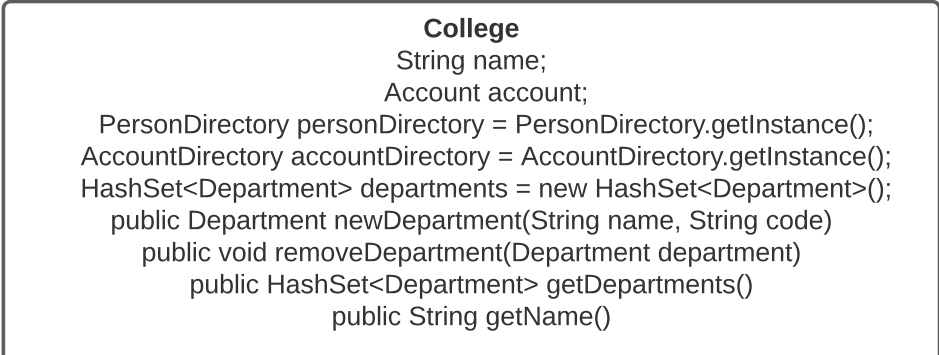 College
String name;
Account account;
PersonDirectory personDirectory = PersonDirectory.getInstance();
AccountDirectory accountDirectory = AccountDirectory.getInstance();
HashSet<Department> departments = new HashSet<Department>();
public Department newDepartment(String name, String code)
public void removeDepartment(Department department)
public HashSet<Department> getDepartments()
public String getName()